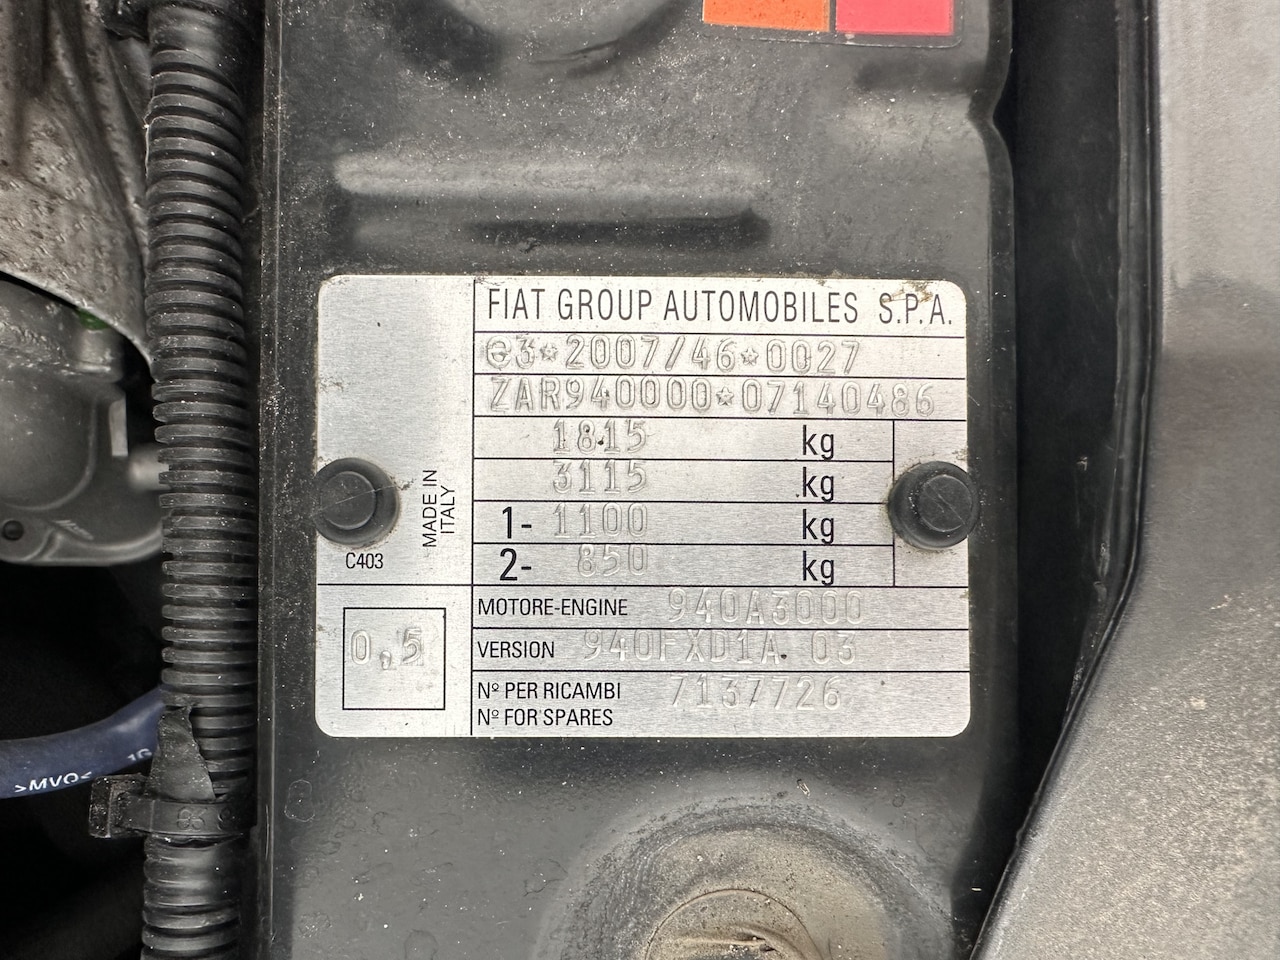 FIAT GROUP AUTOMOBILES S.P.A.
e3*2007/46*0027
ZAR940000*07140486
1815 kg
3115 kg
1- 1100 kg
2- 850 kg
MADE IN
ITALY
C403
0,5
MOTORE-ENGINE 940A3000
VERSION 940FXD1A 03
Nº PER RICAMBI 7137726
Nº FOR SPARES
>MVQ<